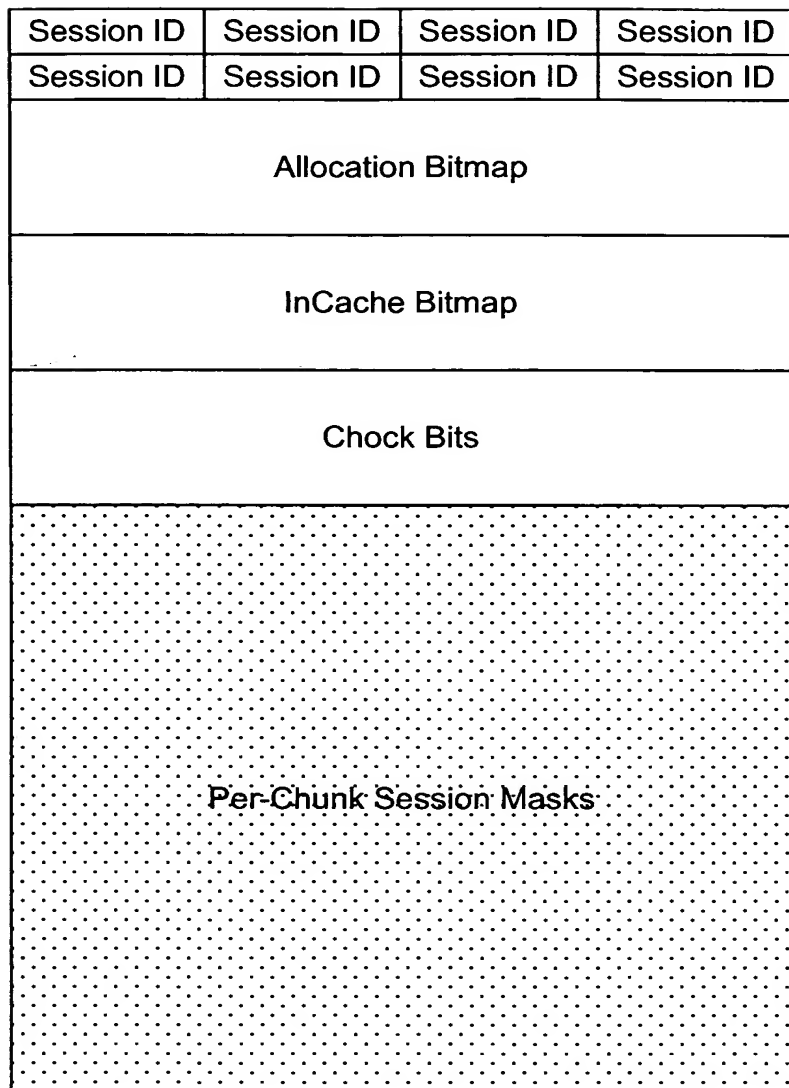 Session ID Session ID Session ID Session ID
Session ID Session ID Session ID Session ID
Allocation Bitmap
InCache Bitmap
Chock Bits
Per-Chunk Session Masks